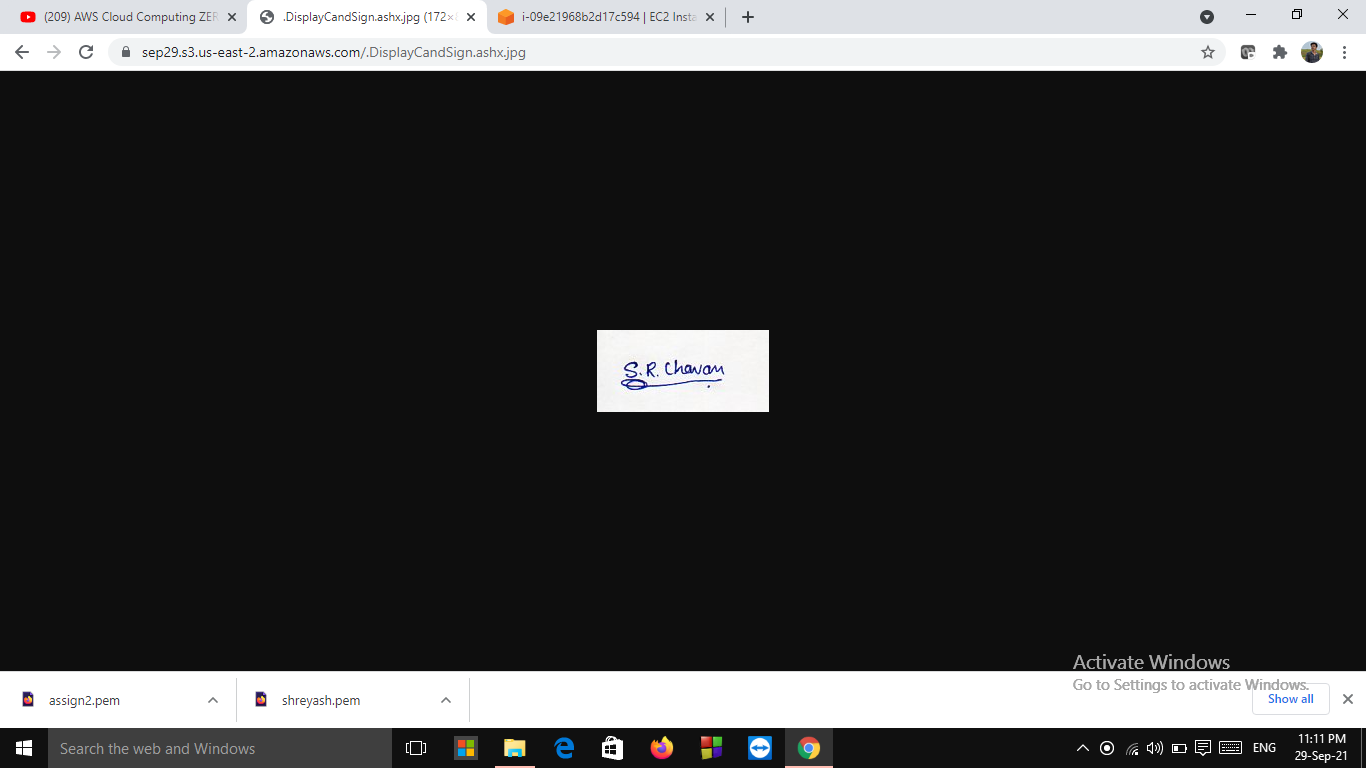 (209) AWS Cloud Computing ZER
.DisplayCandSign.ashx.jpg (172×
i-09e21968b2d17c594 | EC2 Insta
sep29.s3.us-east-2.amazonaws.com/.DisplayCandSign.ashx.jpg
S.R. Chavan
Activate Windows
Go to Settings to activate Windows.
assign2.pem
shreyash.pem
Show all
Search the web and Windows
ENG
11:11 PM
29-Sep-21